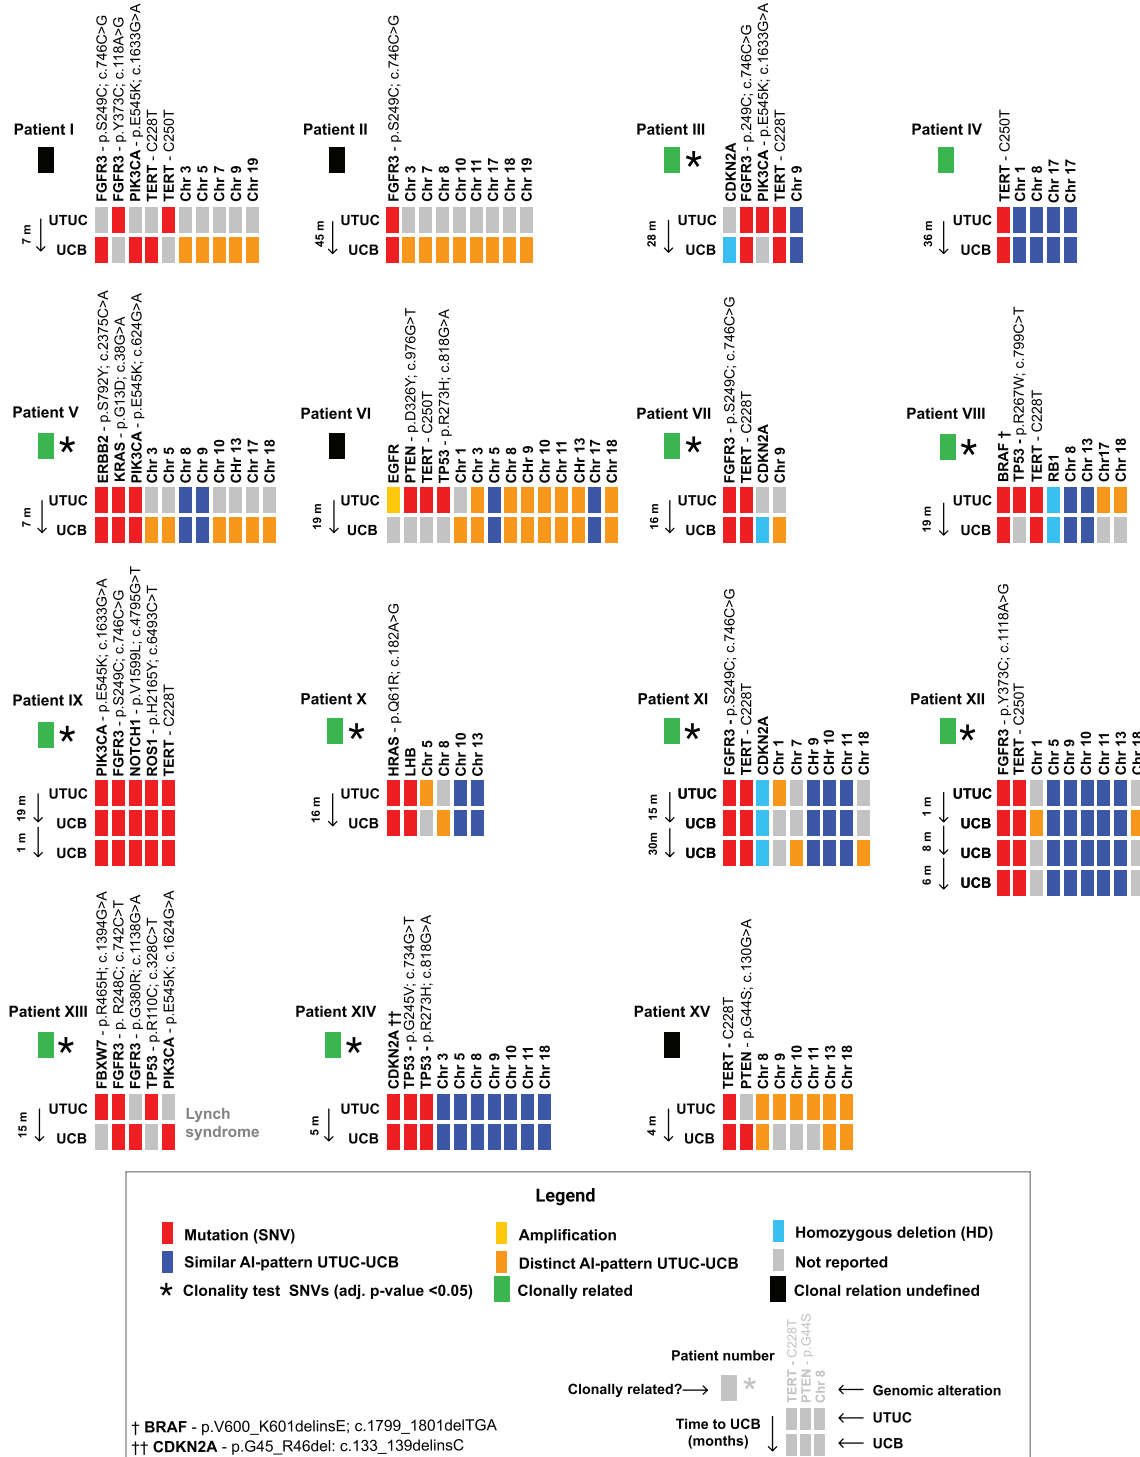 Patient I
FGFR3 - p.S249C; c.746C>G
FGFR3 - p.Y373C; c.118A>G
PIK3CA - p.E545K; c.1633G>A
TERT - C228T
TERT - C250T
Chr 3
Chr 5
Chr 7
Chr 9
Chr 19
7 m
UTUC
UCB
Patient II
FGFR3 - p.S249C; c.746C>G
Chr 3
Chr 7
Chr 8
Chr 10
Chr 11
Chr 17
Chr 18
Chr 19
45 m
UTUC
UCB
Patient III
*
CDKN2A
FGFR3 - p.249C; c.746C>G
PIK3CA - p.E545K; c.1633G>A
TERT - C228T
Chr 9
28 m
UTUC
UCB
Patient IV
TERT - C250T
Chr 1
Chr 8
Chr 17
Chr 17
36 m
UTUC
UCB
Patient V
*
ERBB2 - p.S792Y; c.2375C>A
KRAS - p.G13D; c.38G>A
PIK3CA - p.E545K; c.624G>A
Chr 3
Chr 5
Chr 8
Chr 9
Chr 10
CHr 13
Chr 17
Chr 18
7 m
UTUC
UCB
Patient VI
EGFR
PTEN - p.D326Y; c.976G>T
TERT - C250T
TP53 - p.R273H; c.818G>A
Chr 1
Chr 3
Chr 5
Chr 8
CHr 9
Chr 10
Chr 11
CHr 13
Chr 17
Chr 18
19 m
UTUC
UCB
Patient VII
*
FGFR3 - p.S249C; c.746C>G
TERT - C228T
CDKN2A
Chr 9
16 m
UTUC
UCB
Patient VIII
*
BRAF †
TP53 - p.R267W; c.799C>T
TERT - C228T
RB1
Chr 8
Chr 13
Chr17
Chr 18
19 m
UTUC
UCB
Patient IX
*
PIK3CA - p.E545K; c.1633G>A
FGFR3 - p.S249C; c.746C>G
NOTCH1 - p.V1599L; c.4795G>T
ROS1 - p.H2165Y; c.6493C>T
TERT - C228T
19 m
1 m
UTUC
UCB
UCB
Patient X
*
HRAS - p.Q61R; c.182A>G
LHB
Chr 5
Chr 8
Chr 10
Chr 13
16 m
UTUC
UCB
Patient XI
*
FGFR3 - p.S249C; c.746C>G
TERT - C228T
CDKN2A
Chr 1
Chr 7
CHr 9
CHr 10
Chr 11
Chr 18
15 m
30m
UTUC
UCB
UCB
Patient XII
*
FGFR3 - p.Y373C; c.1118A>G
TERT - C250T
Chr 1
Chr 5
Chr 9
Chr 10
Chr 11
Chr 13
Chr 18
1 m
8 m
6 m
UTUC
UCB
UCB
UCB
Patient XIII
*
FBXW7 - p.R465H; c.1394G>A
FGFR3 - p. R248C; c.742C>T
FGFR3 - p.G380R; c.1138G>A
TP53 - p.R110C; c.328C>T
PIK3CA - p.E545K; c.1624G>A
15 m
UTUC
UCB
Lynch
syndrome
Patient XIV
*
CDKN2A ††
TP53 - p.G245V; c.734G>T
TP53 - p.R273H; c.818G>A
Chr 3
Chr 5
Chr 8
Chr 9
Chr 10
Chr 11
Chr 18
5 m
UTUC
UCB
Patient XV
TERT - C228T
PTEN - p.G44S; c.130G>A
Chr 8
Chr 9
Chr 10
Chr 11
Chr 13
Chr 18
4 m
UTUC
UCB
Legend
Mutation (SNV)
Amplification
Homozygous deletion (HD)
Similar AI-pattern UTUC-UCB
Distinct AI-pattern UTUC-UCB
Not reported
* Clonality test SNVs (adj. p-value <0.05)
Clonally related
Clonal relation undefined
Patient number
Clonally related?
*
TERT - C228T
PTEN - p.G44S
Chr 8
Genomic alteration
Time to UCB
(months)
UTUC
UCB
† BRAF - p.V600_K601delinsE; c.1799_1801delTGA
†† CDKN2A - p.G45_R46del: c.133_139delinsC